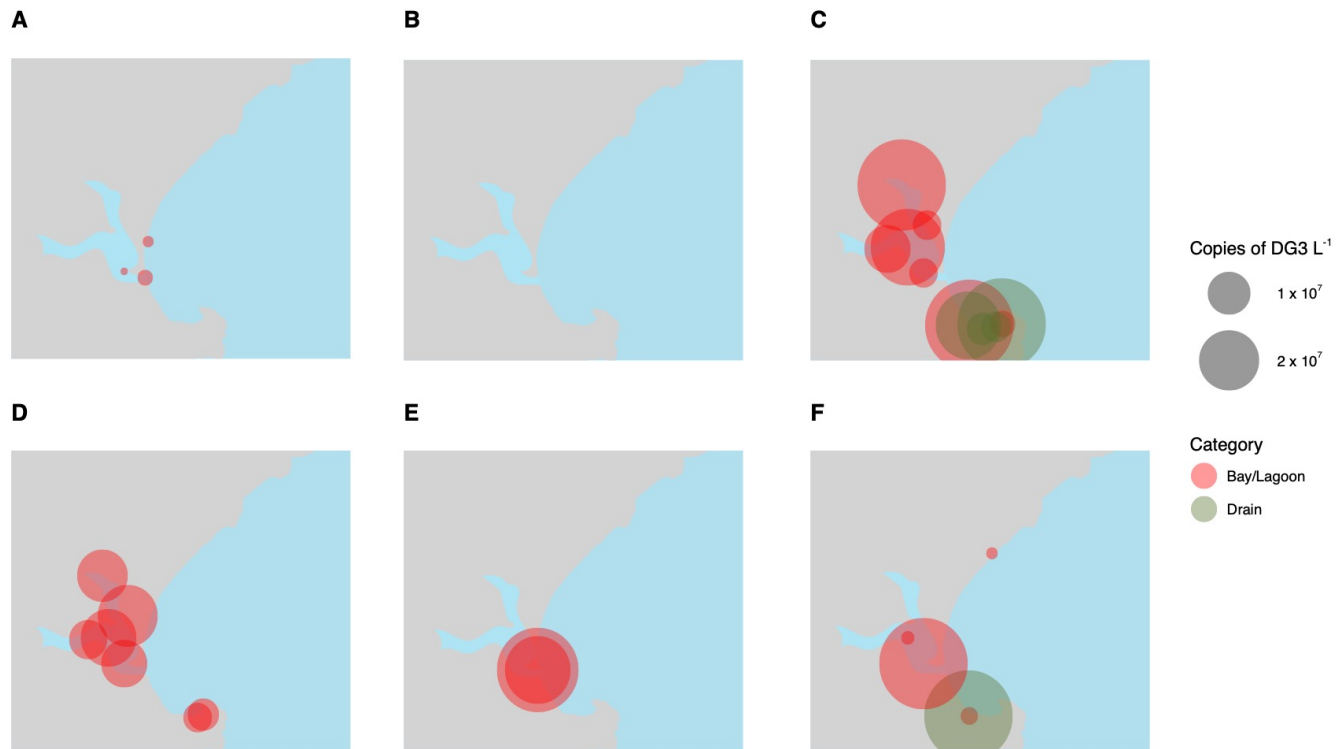 A
B
C
Copies of DG3 L⁻¹
1 x 10⁷
2 x 10⁷
D
E
F
Category
Bay/Lagoon
Drain